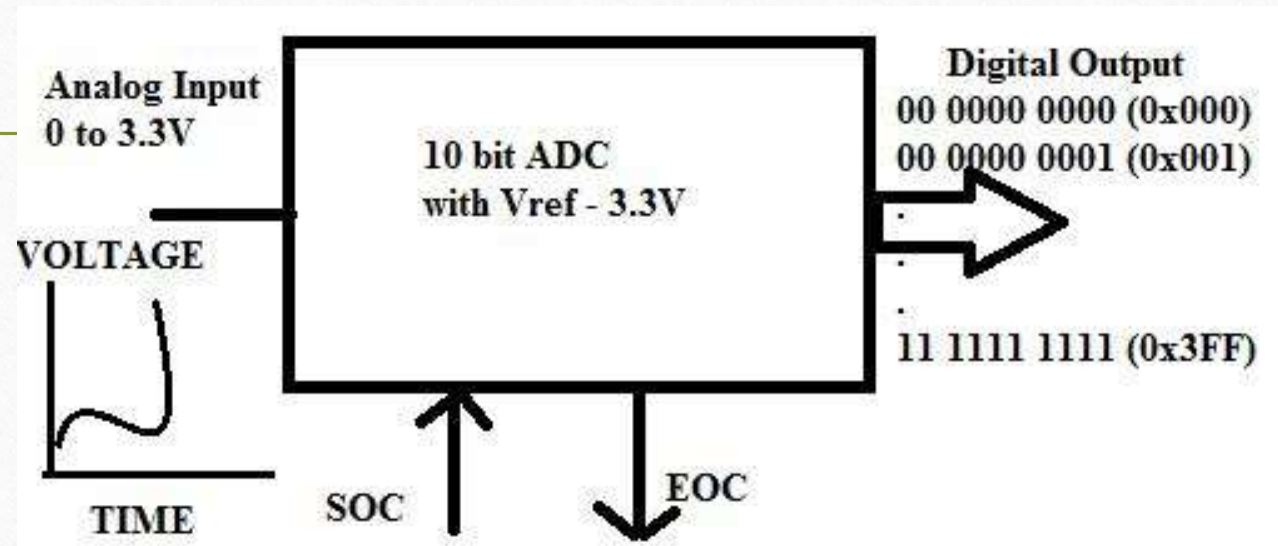 Analog Input
0 to 3.3V
VOLTAGE
TIME
10 bit ADC
with Vref - 3.3V
SOC
EOC
Digital Output
00 0000 0000 (0x000)
00 0000 0001 (0x001)
.
.
.
11 1111 1111 (0x3FF)